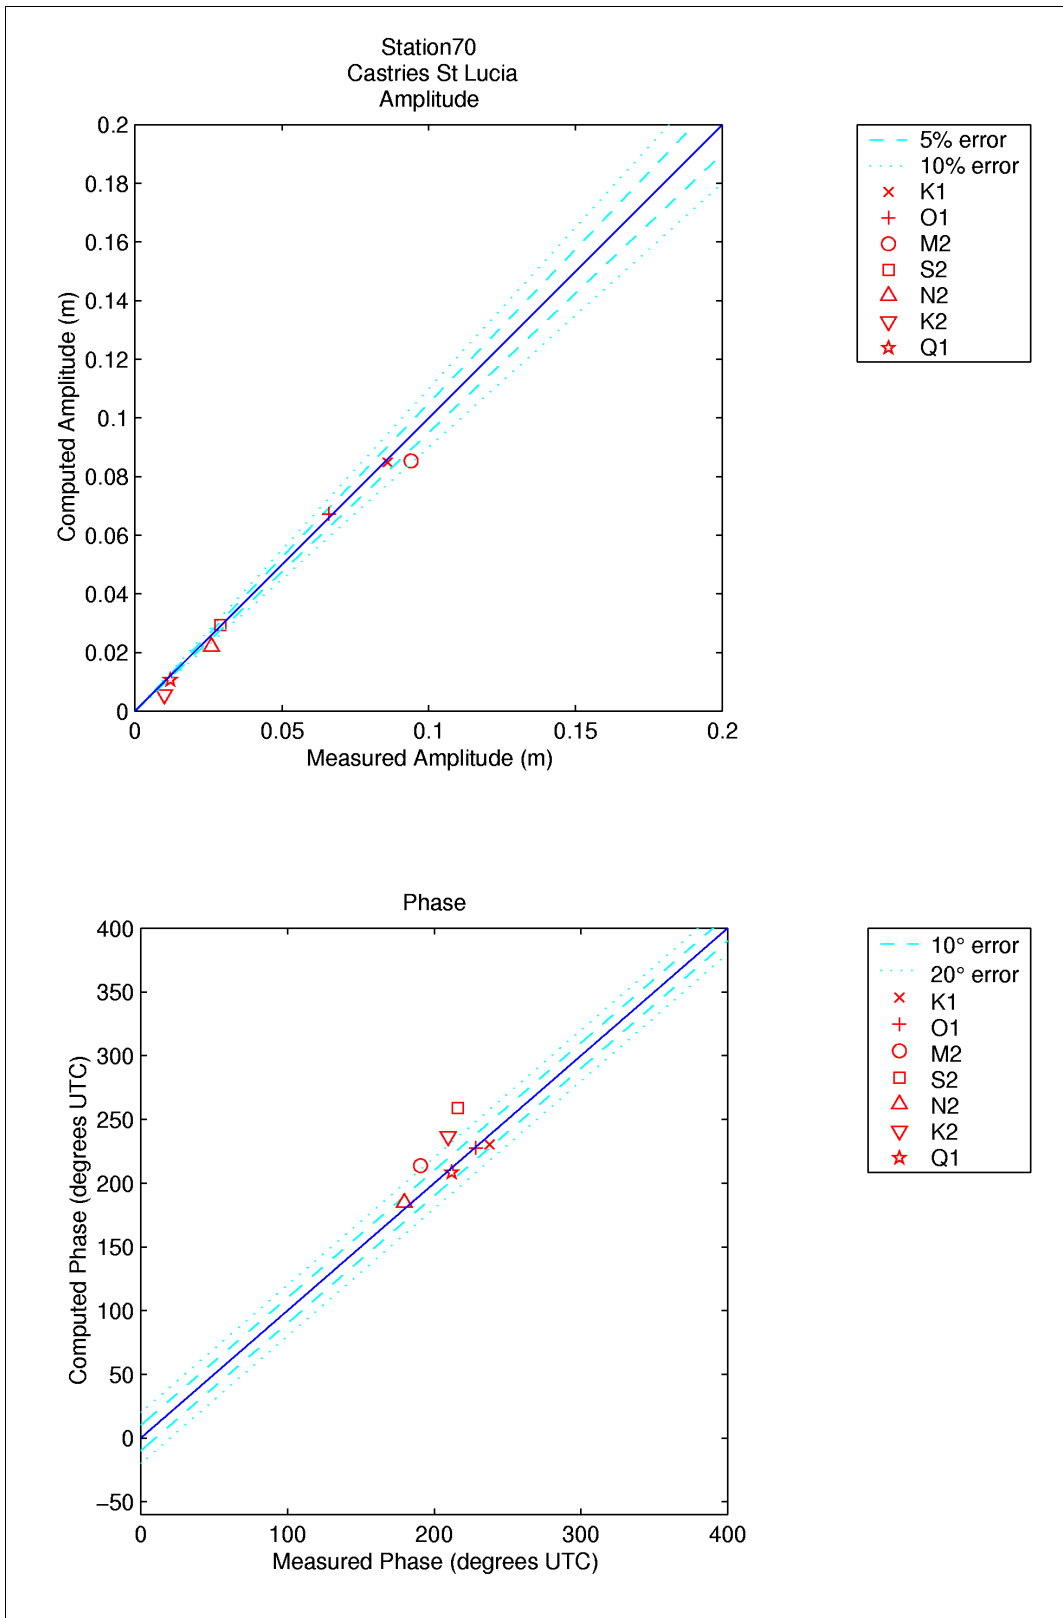 Station70
Castries St Lucia
Amplitude
0.2
0.18
0.16
0.14
0.12
0.1
0.08
0.06
0.04
0.02
0
Computed Amplitude (m)
0 0.05 0.1 0.15 0.2
Measured Amplitude (m)
5% error
10% error
K1
O1
M2
S2
N2
K2
Q1
Phase
400
350
300
250
200
150
100
50
0
−50
Computed Phase (degrees UTC)
0 100 200 300 400
Measured Phase (degrees UTC)
10° error
20° error
K1
O1
M2
S2
N2
K2
Q1